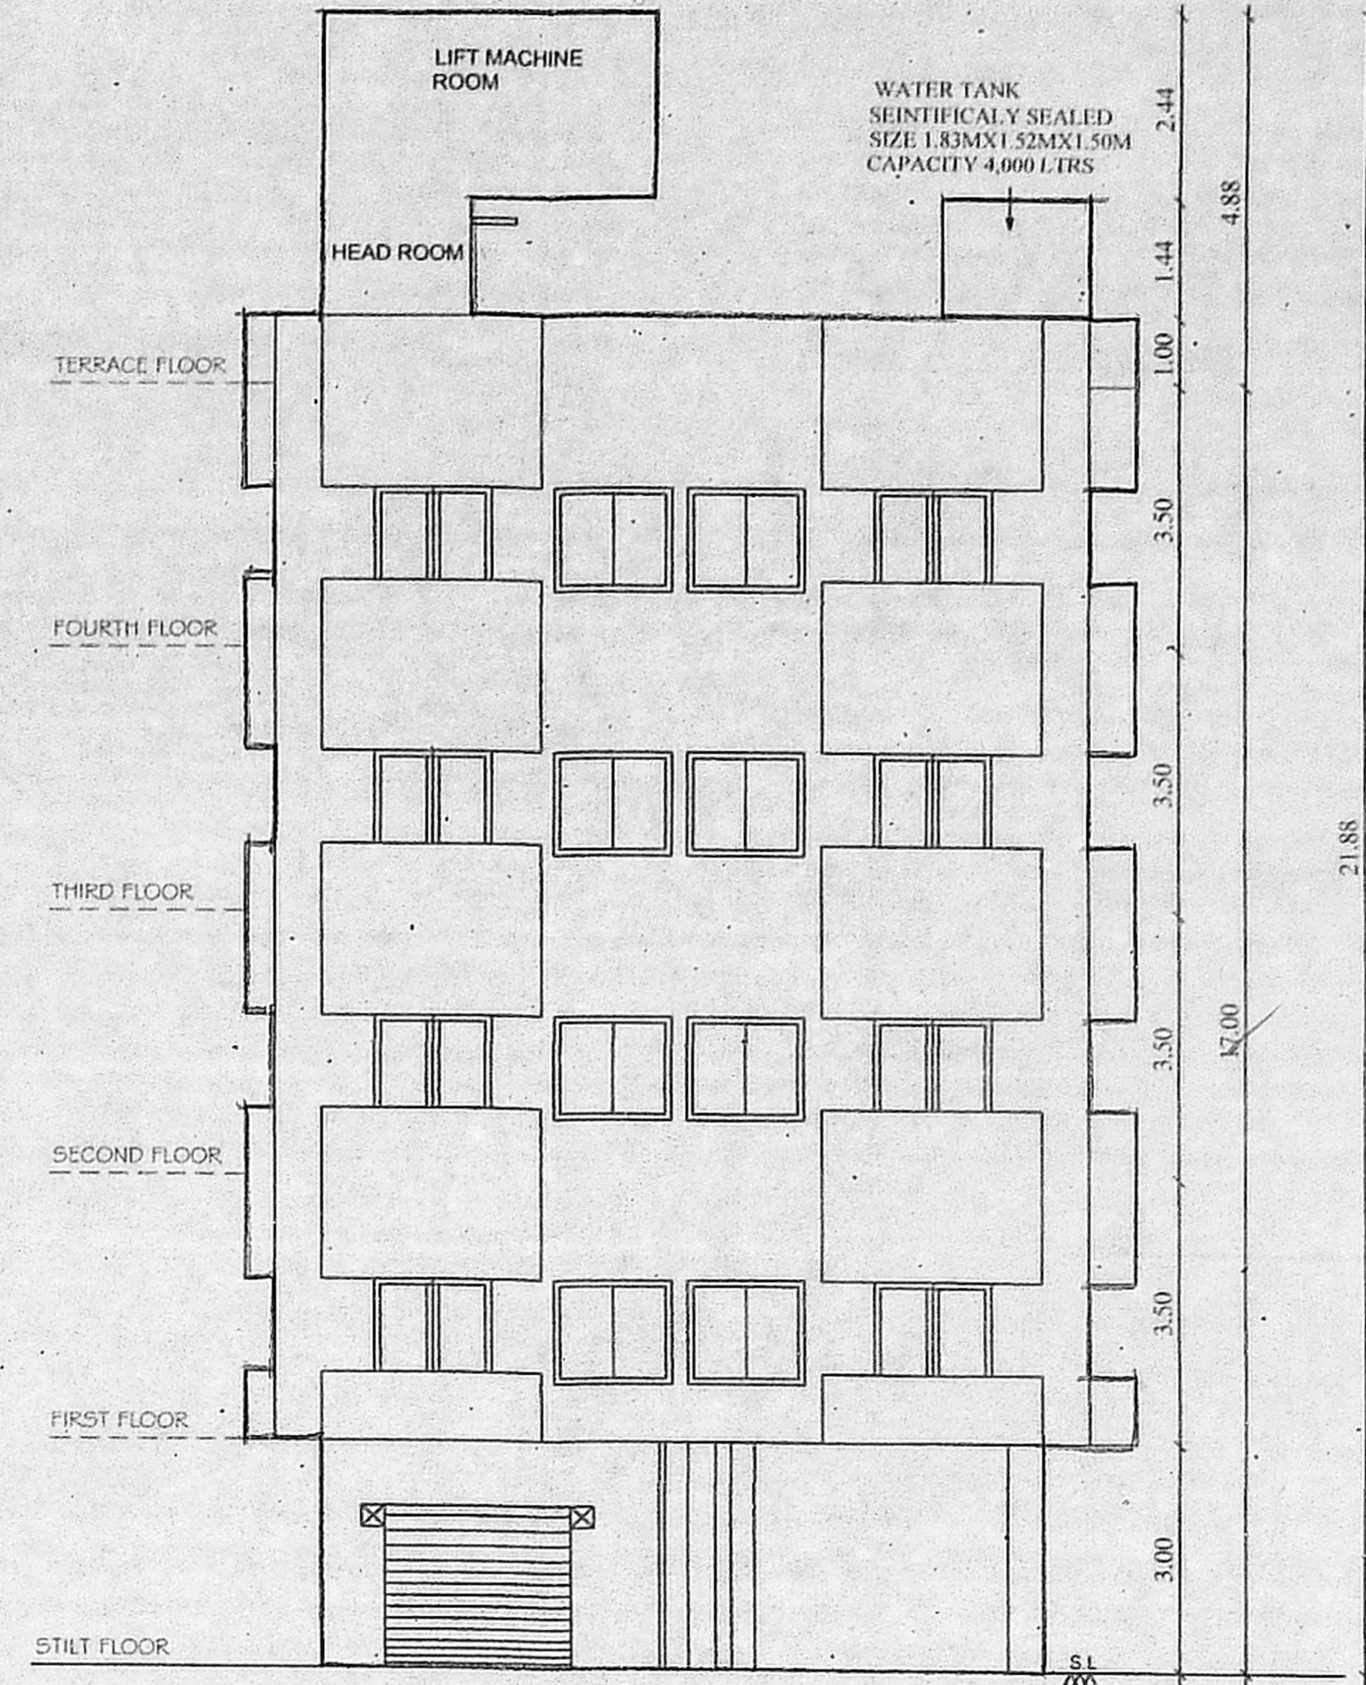 LIFT MACHINE
ROOM
WATER TANK
SEINTIFICALY SEALED
SIZE 1.83MX1.52MX1.50M
CAPACITY 4,000 LTRS
2.44
4.88
HEAD ROOM
1.44
TERRACE FLOOR
1.00
3.50
FOURTH FLOOR
3.50
21.88
THIRD FLOOR
3.50
17.00
SECOND FLOOR
3.50
FIRST FLOOR
3.00
STILT FLOOR
S.L